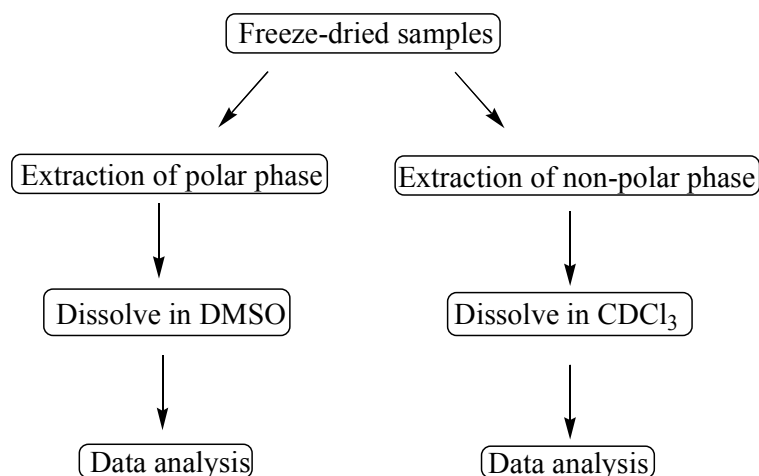 Freeze-dried samples
Extraction of polar phase
Extraction of non-polar phase
Dissolve in DMSO
Dissolve in CDCl₃
Data analysis
Data analysis